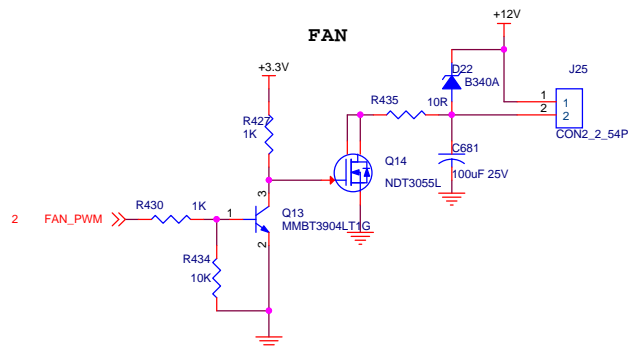 FAN
+12V
+3.3V
D22
B340A
J25
R435
10R
1
2
1
2
CON2_2_54P
R427
1K
C681
100uF 25V
Q14
NDT3055L
3
2
FAN_PWM
R430
1K
1
Q13
MMBT3904LT1G
2
R434
10K